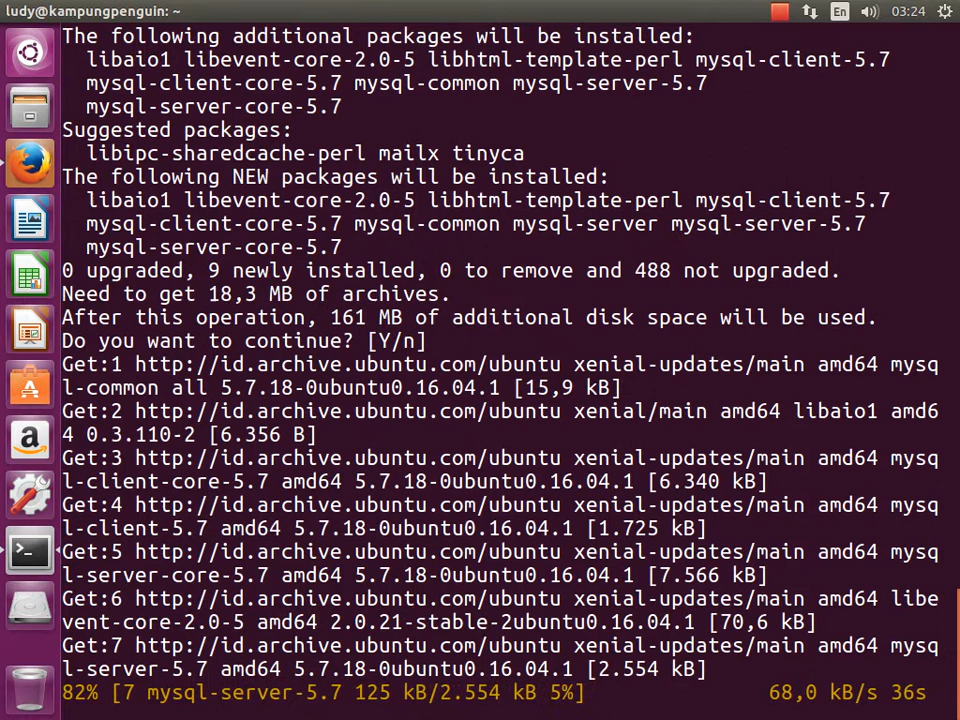 ludy@kampungpenguin: ~
En
03:24
The following additional packages will be installed:
libaio1 libevent-core-2.0-5 libhtml-template-perl mysql-client-5.7
mysql-client-core-5.7 mysql-common mysql-server-5.7
mysql-server-core-5.7
Suggested packages:
libipc-sharedcache-perl mailx tinyca
The following NEW packages will be installed:
libaio1 libevent-core-2.0-5 libhtml-template-perl mysql-client-5.7
mysql-client-core-5.7 mysql-common mysql-server mysql-server-5.7
mysql-server-core-5.7
0 upgraded, 9 newly installed, 0 to remove and 488 not upgraded.
Need to get 18,3 MB of archives.
After this operation, 161 MB of additional disk space will be used.
Do you want to continue? [Y/n]
Get:1 http://id.archive.ubuntu.com/ubuntu xenial-updates/main amd64 mysq
l-common all 5.7.18-0ubuntu0.16.04.1 [15,9 kB]
Get:2 http://id.archive.ubuntu.com/ubuntu xenial/main amd64 libaio1 amd6
4 0.3.110-2 [6.356 B]
Get:3 http://id.archive.ubuntu.com/ubuntu xenial-updates/main amd64 mysq
l-client-core-5.7 amd64 5.7.18-0ubuntu0.16.04.1 [6.340 kB]
Get:4 http://id.archive.ubuntu.com/ubuntu xenial-updates/main amd64 mysq
l-client-5.7 amd64 5.7.18-0ubuntu0.16.04.1 [1.725 kB]
Get:5 http://id.archive.ubuntu.com/ubuntu xenial-updates/main amd64 mysq
l-server-core-5.7 amd64 5.7.18-0ubuntu0.16.04.1 [7.566 kB]
Get:6 http://id.archive.ubuntu.com/ubuntu xenial-updates/main amd64 libe
vent-core-2.0-5 amd64 2.0.21-stable-2ubuntu0.16.04.1 [70,6 kB]
Get:7 http://id.archive.ubuntu.com/ubuntu xenial-updates/main amd64 mysq
l-server-5.7 amd64 5.7.18-0ubuntu0.16.04.1 [2.554 kB]
82% [7 mysql-server-5.7 125 kB/2.554 kB 5%] 68,0 kB/s 36s